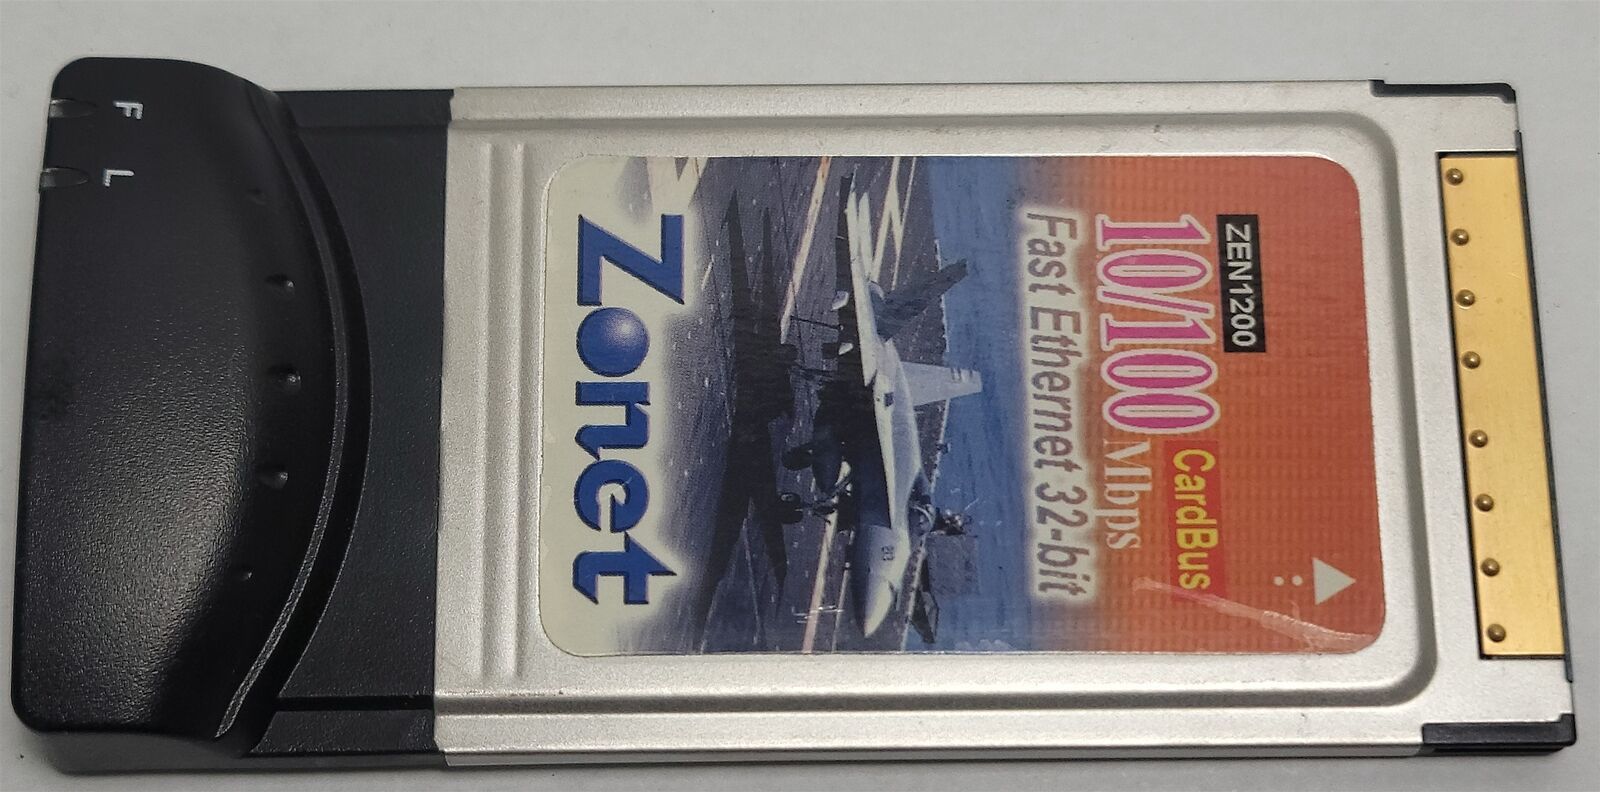 ZEN1200
CardBus
10/100 Mbps
Fast Ethernet 32-bit
Zonet
F
L